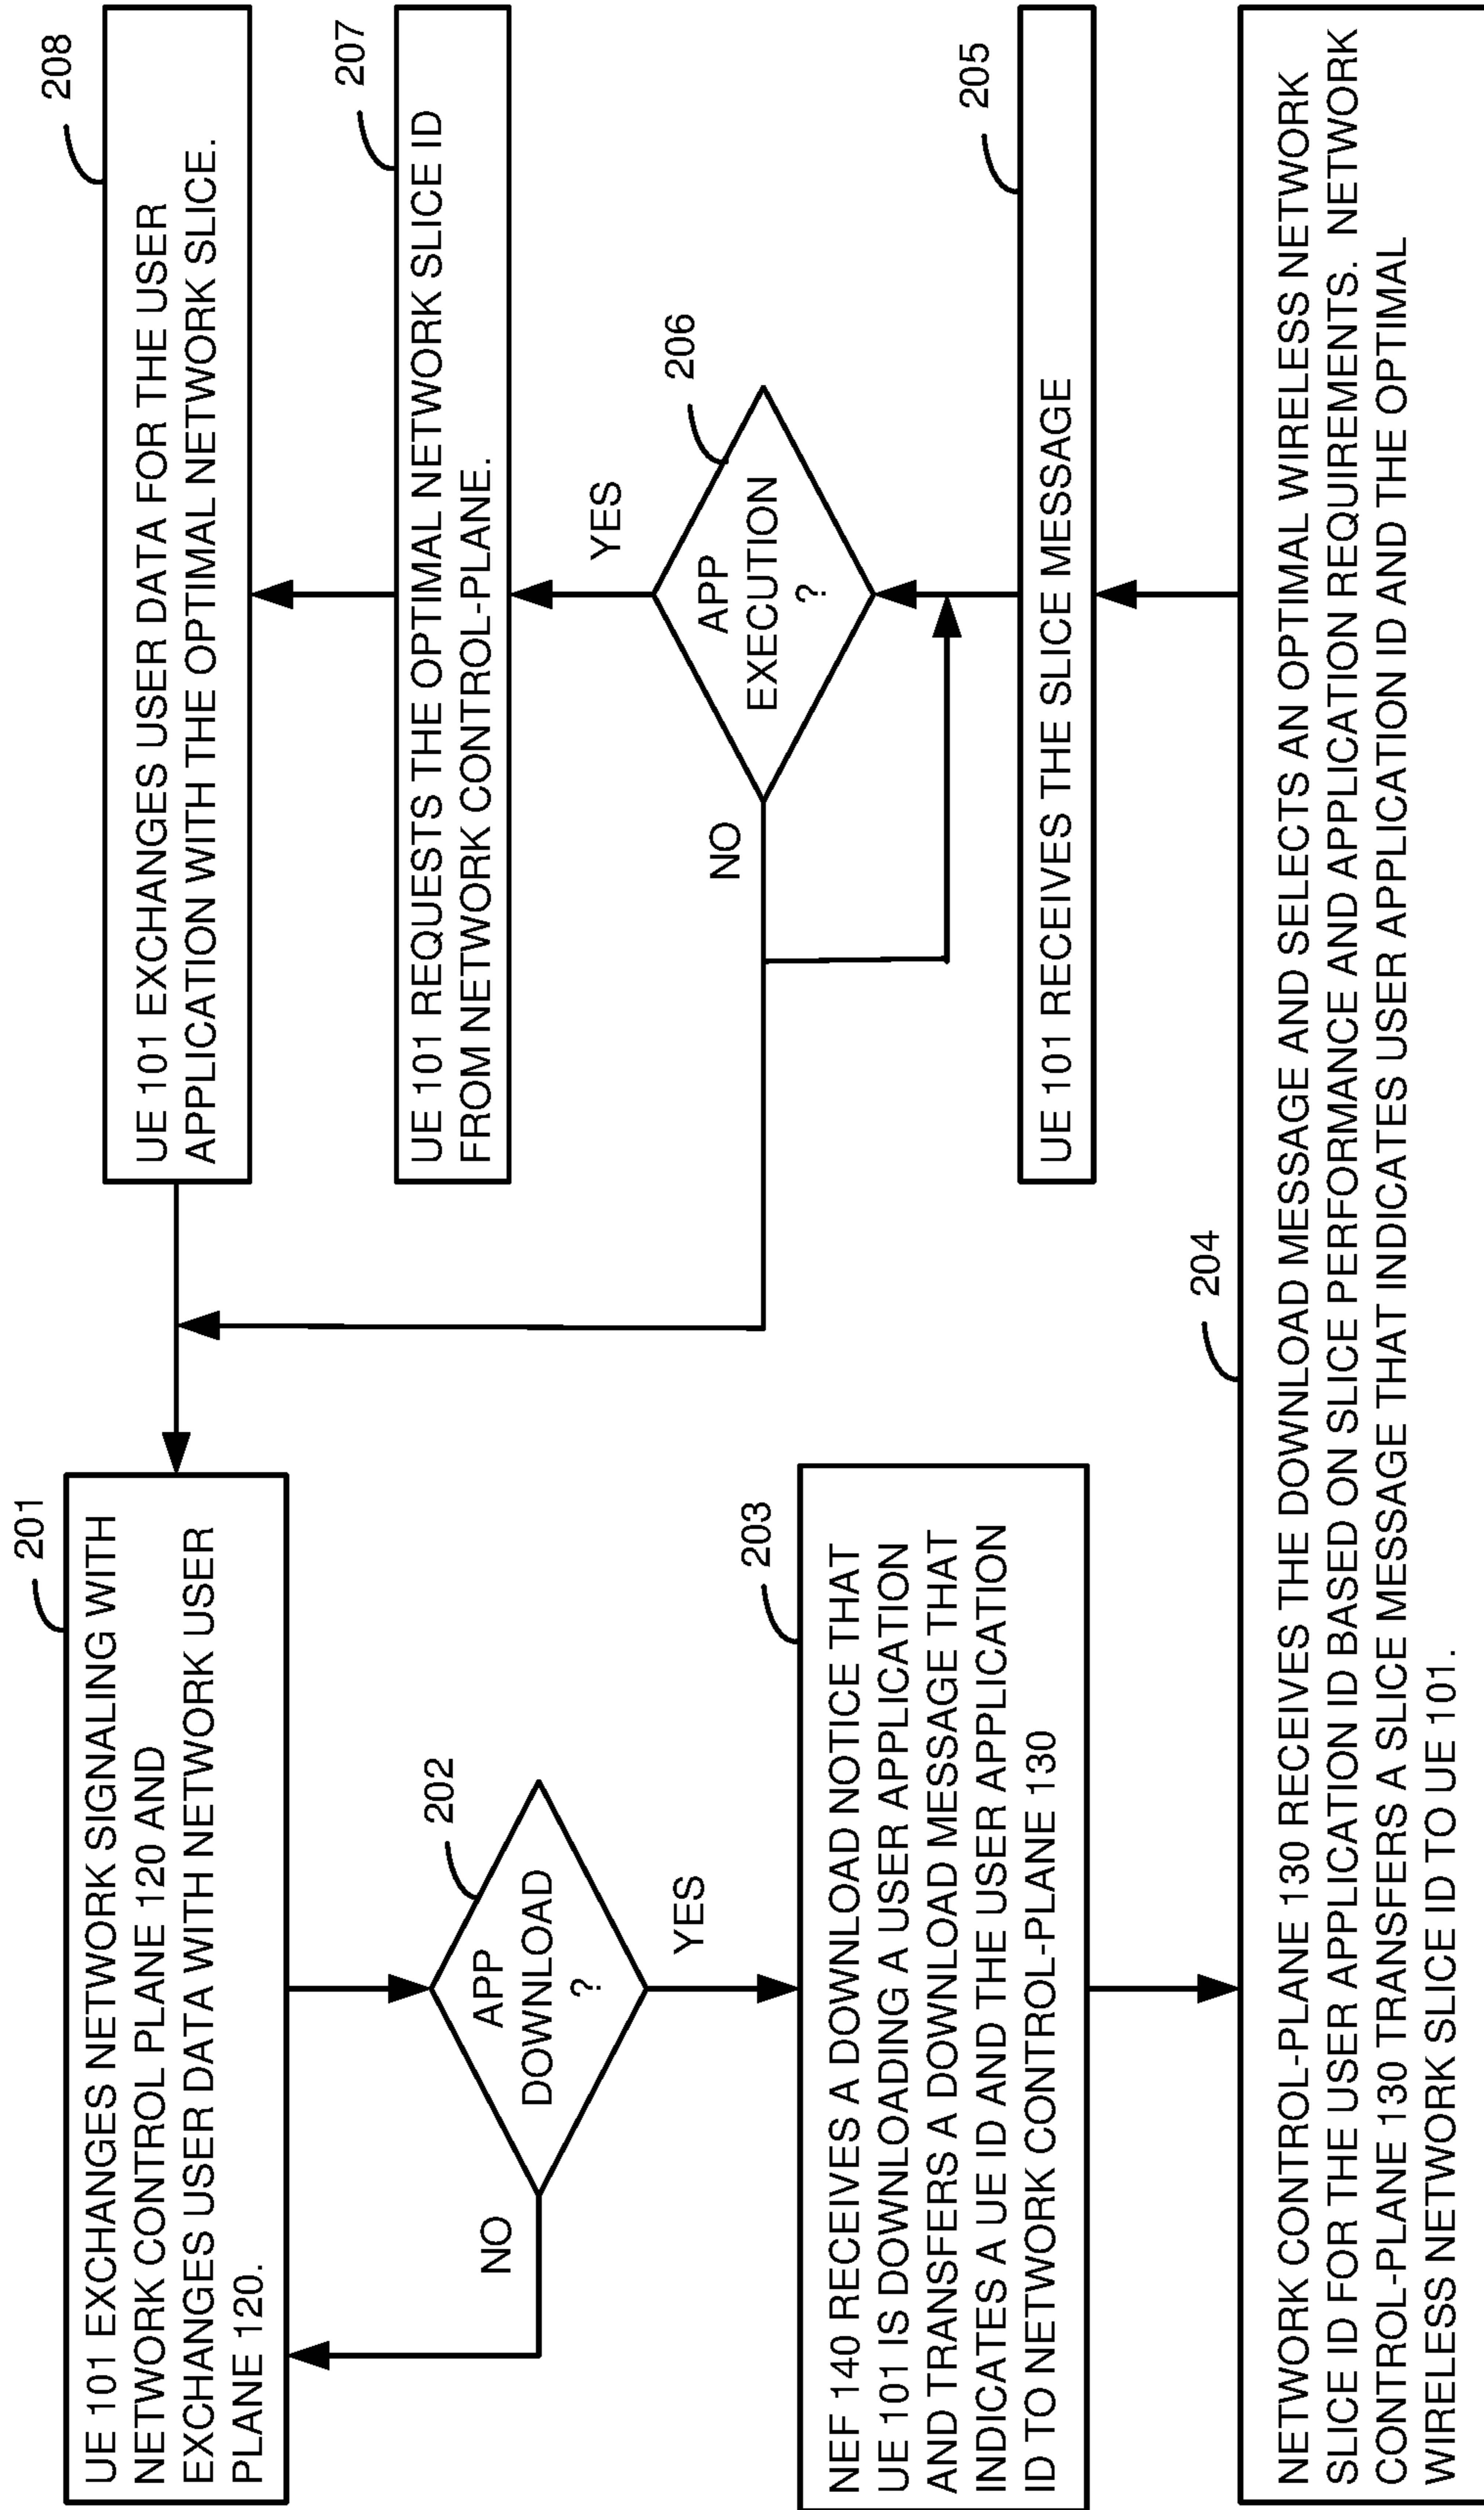 201
UE 101 EXCHANGES NETWORK SIGNALING WITH
NETWORK CONTROL PLANE 120 AND
EXCHANGES USER DATA WITH NETWORK USER
PLANE 120.
202
APP
DOWNLOAD
?
NO
YES
203
NEF 140 RECEIVES A DOWNLOAD NOTICE THAT
UE 101 IS DOWNLOADING A USER APPLICATION
AND TRANSFERS A DOWNLOAD MESSAGE THAT
INDICATES A UE ID AND THE USER APPLICATION
ID TO NETWORK CONTROL-PLANE 130
204
NETWORK CONTROL-PLANE 130 RECEIVES THE DOWNLOAD MESSAGE AND SELECTS AN OPTIMAL WIRELESS NETWORK
SLICE ID FOR THE USER APPLICATION ID BASED ON SLICE PERFORMANCE AND APPLICATION REQUIREMENTS. NETWORK
CONTROL-PLANE 130 TRANSFERS A SLICE MESSAGE THAT INDICATES USER APPLICATION ID AND THE OPTIMAL
WIRELESS NETWORK SLICE ID TO UE 101.
205
UE 101 RECEIVES THE SLICE MESSAGE
206
APP
EXECUTION
?
NO
YES
207
UE 101 REQUESTS THE OPTIMAL NETWORK SLICE ID
FROM NETWORK CONTROL-PLANE.
208
UE 101 EXCHANGES USER DATA FOR THE USER
APPLICATION WITH THE OPTIMAL NETWORK SLICE.